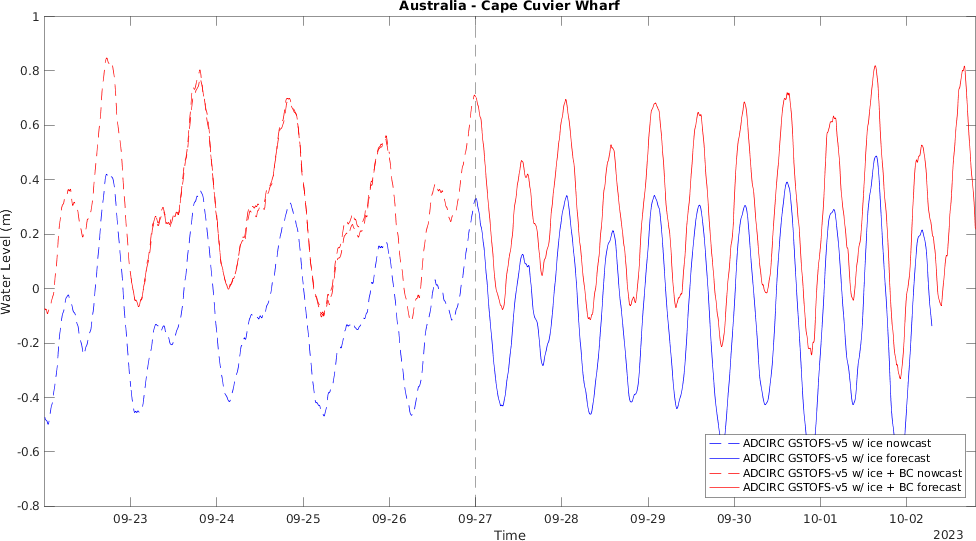 Australia - Cape Cuvier Wharf
1
0.8
0.6
0.4
0.2
0
-0.2
-0.4
-0.6
-0.8
Water Level (m)
ADCIRC GSTOFS-v5 w/ ice nowcast
ADCIRC GSTOFS-v5 w/ ice forecast
ADCIRC GSTOFS-v5 w/ ice + BC nowcast
ADCIRC GSTOFS-v5 w/ ice + BC forecast
09-23 09-24 09-25 09-26 09-27 09-28 09-29 09-30 10-01 10-02
Time 2023